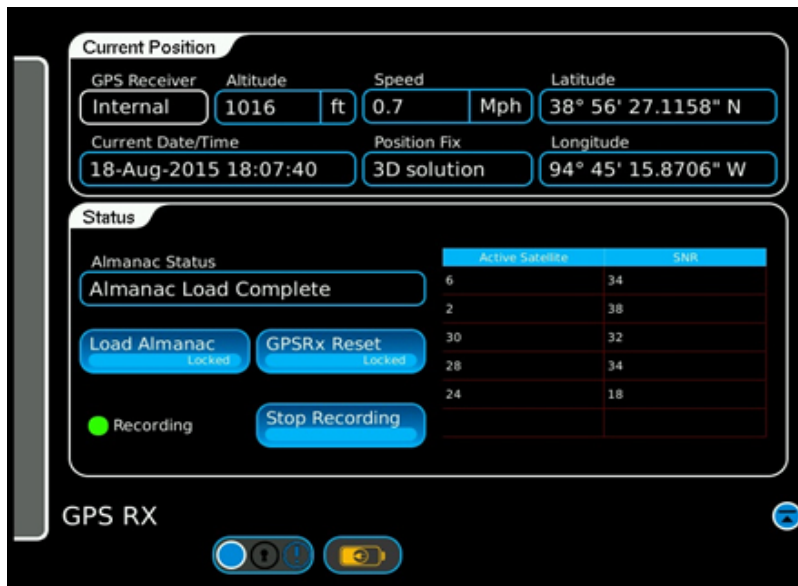 Current Position
GPS Receiver Altitude Speed Latitude
Internal 1016 ft 0.7 Mph 38° 56' 27.1158" N
Current Date/Time Position Fix Longitude
18-Aug-2015 18:07:40 3D solution 94° 45' 15.8706" W
Status
Almanac Status
Almanac Load Complete
Active Satellite SNR
6 34
2 38
30 32
28 34
24 18
Load Almanac GPSRx Reset
Locked Locked
Recording Stop Recording
GPS RX